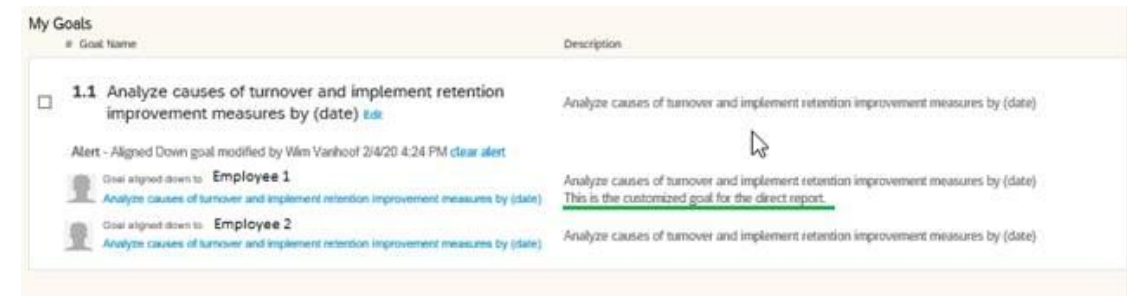 My Goals
# Goal Name Description
1.1 Analyze causes of turnover and implement retention
improvement measures by (date) Edit
Analyze causes of turnover and implement retention improvement measures by (date)
Alert - Aligned Down goal modified by Wim Vanhoof 2/4/20 4:24 PM clear alert
Goal aligned down to Employee 1
Analyze causes of turnover and implement retention improvement measures by (date)
Analyze causes of turnover and implement retention improvement measures by (date)
This is the customized goal for the direct report.
Goal aligned down to Employee 2
Analyze causes of turnover and implement retention improvement measures by (date)
Analyze causes of turnover and implement retention improvement measures by (date)